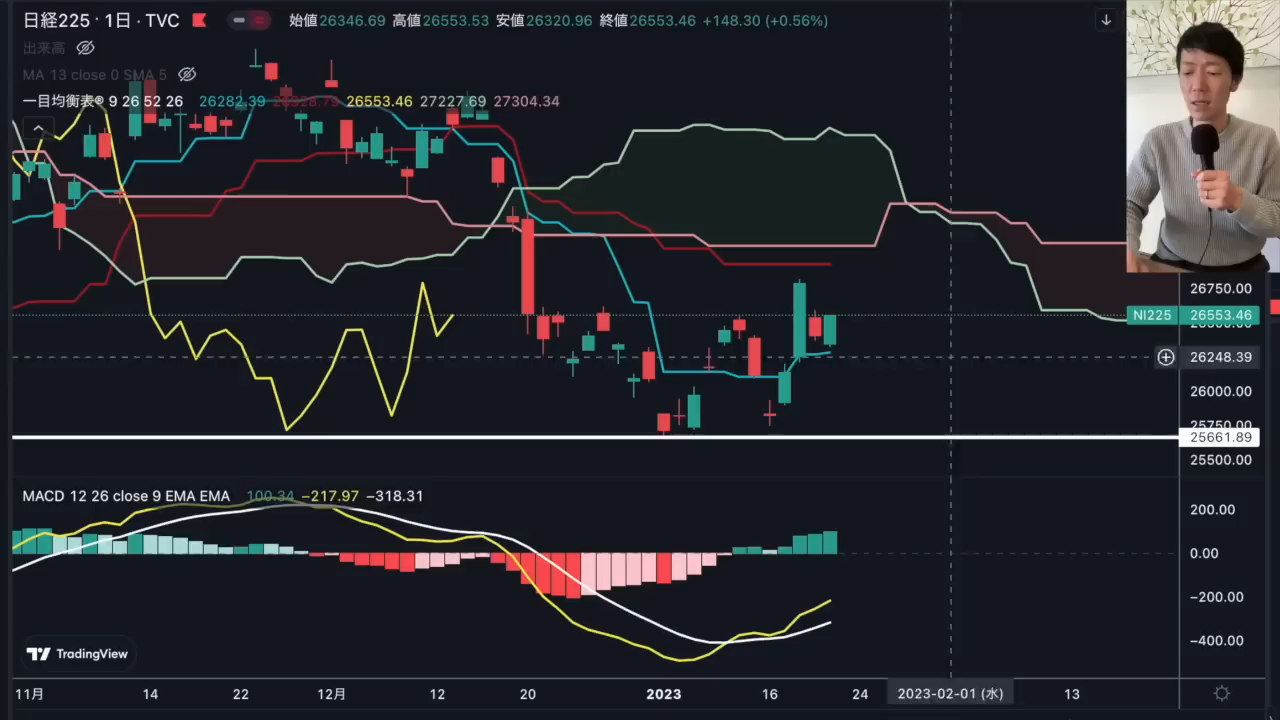 日経225 · 1日 · TVC 始値26346.69 高値26553.53 安値26320.96 終値26553.46 +148.30 (+0.56%)
出来高
MA 13 close 0 SMA 5
一目均衡表 9 26 52 26 26282.39 26553.46 27227.69 27304.34
26750.00
NI225 26553.46
26248.39
26000.00
25750.00
25661.89
25500.00
MACD 12 26 close 9 EMA EMA 100.34 −217.97 −318.31
200.00
0.00
−200.00
−400.00
TradingView
11月 14 22 12月 12 20 2023 16 24 2023-02-01 (水) 13